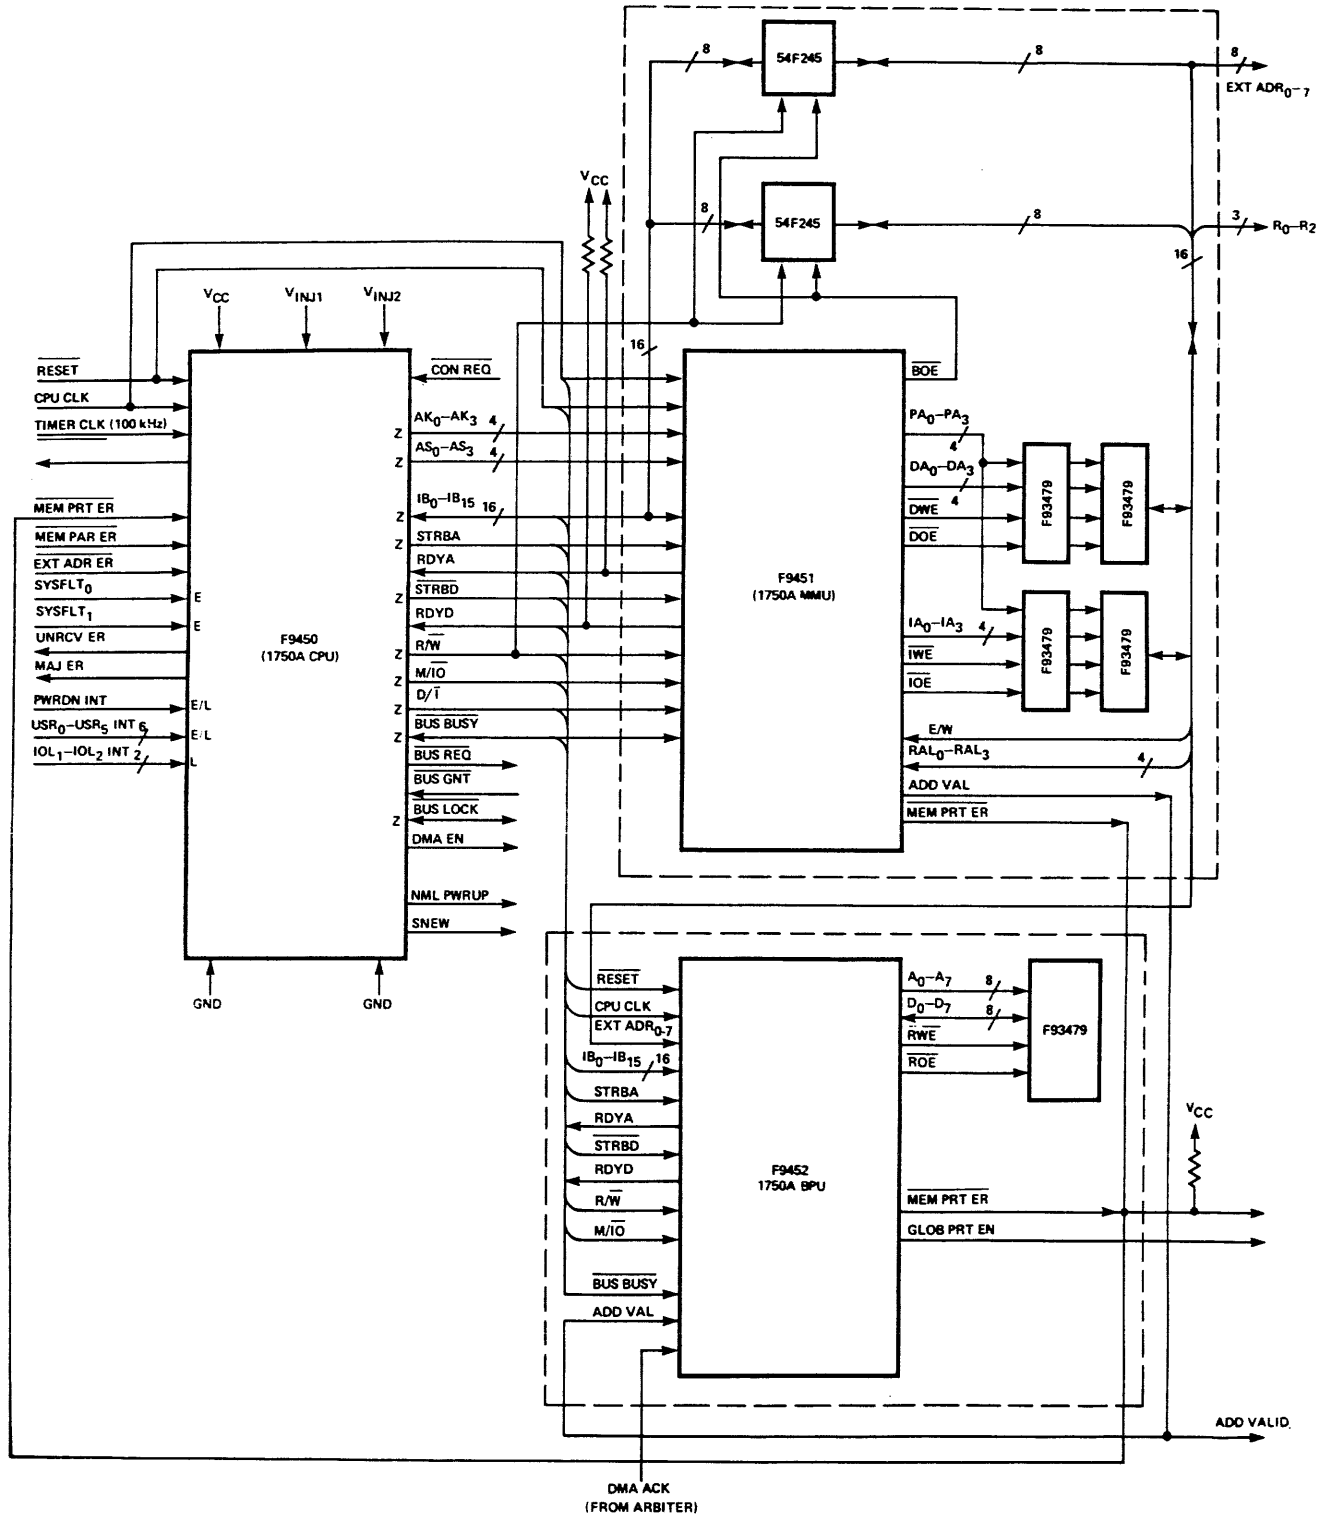 8
54F245
8
8
EXT ADR0–7
VCC
8
54F245
8
3
R0–R2
16
VCC
VINJ1
VINJ2
16
RESET
CPU CLK
TIMER CLK (100 kHz)
MEM PRT ER
MEM PAR ER
EXT ADR ER
SYSFLT0
E
SYSFLT1
E
UNRCV ER
MAJ ER
PWRDN INT
E/L
USR0–USR5 INT 6
E/L
IOL1–IOL2 INT 2
L
F9450
(1750A CPU)
GND
GND
CON REQ
AK0–AK3 4
Z
AS0–AS3 4
Z
IB0–IB15 16
Z
STRBA
Z
RDYA
STRBD
Z
RDYD
R/W
Z
M/IO
Z
D/I
Z
BUS BUSY
Z
BUS REQ
BUS GNT
BUS LOCK
Z
DMA EN
NML PWRUP
SNEW
F9451
(1750A MMU)
BOE
PA0–PA3
4
DA0–DA3
4
DWE
DOE
F93479
F93479
IA0–IA3 4
IWE
IOE
F93479
F93479
E/W
RAL0–RAL3 4
ADD VAL
MEM PRT ER
RESET
CPU CLK
EXT ADR0-7
IB0–IB15 16
STRBA
RDYA
STRBD
RDYD
R/W
M/IO
BUS BUSY
ADD VAL
F9452
1750A BPU
A0–A7 8
D0–D7 8
RWE
ROE
F93479
VCC
MEM PRT ER
GLOB PRT EN
ADD VALID
DMA ACK
(FROM ARBITER)